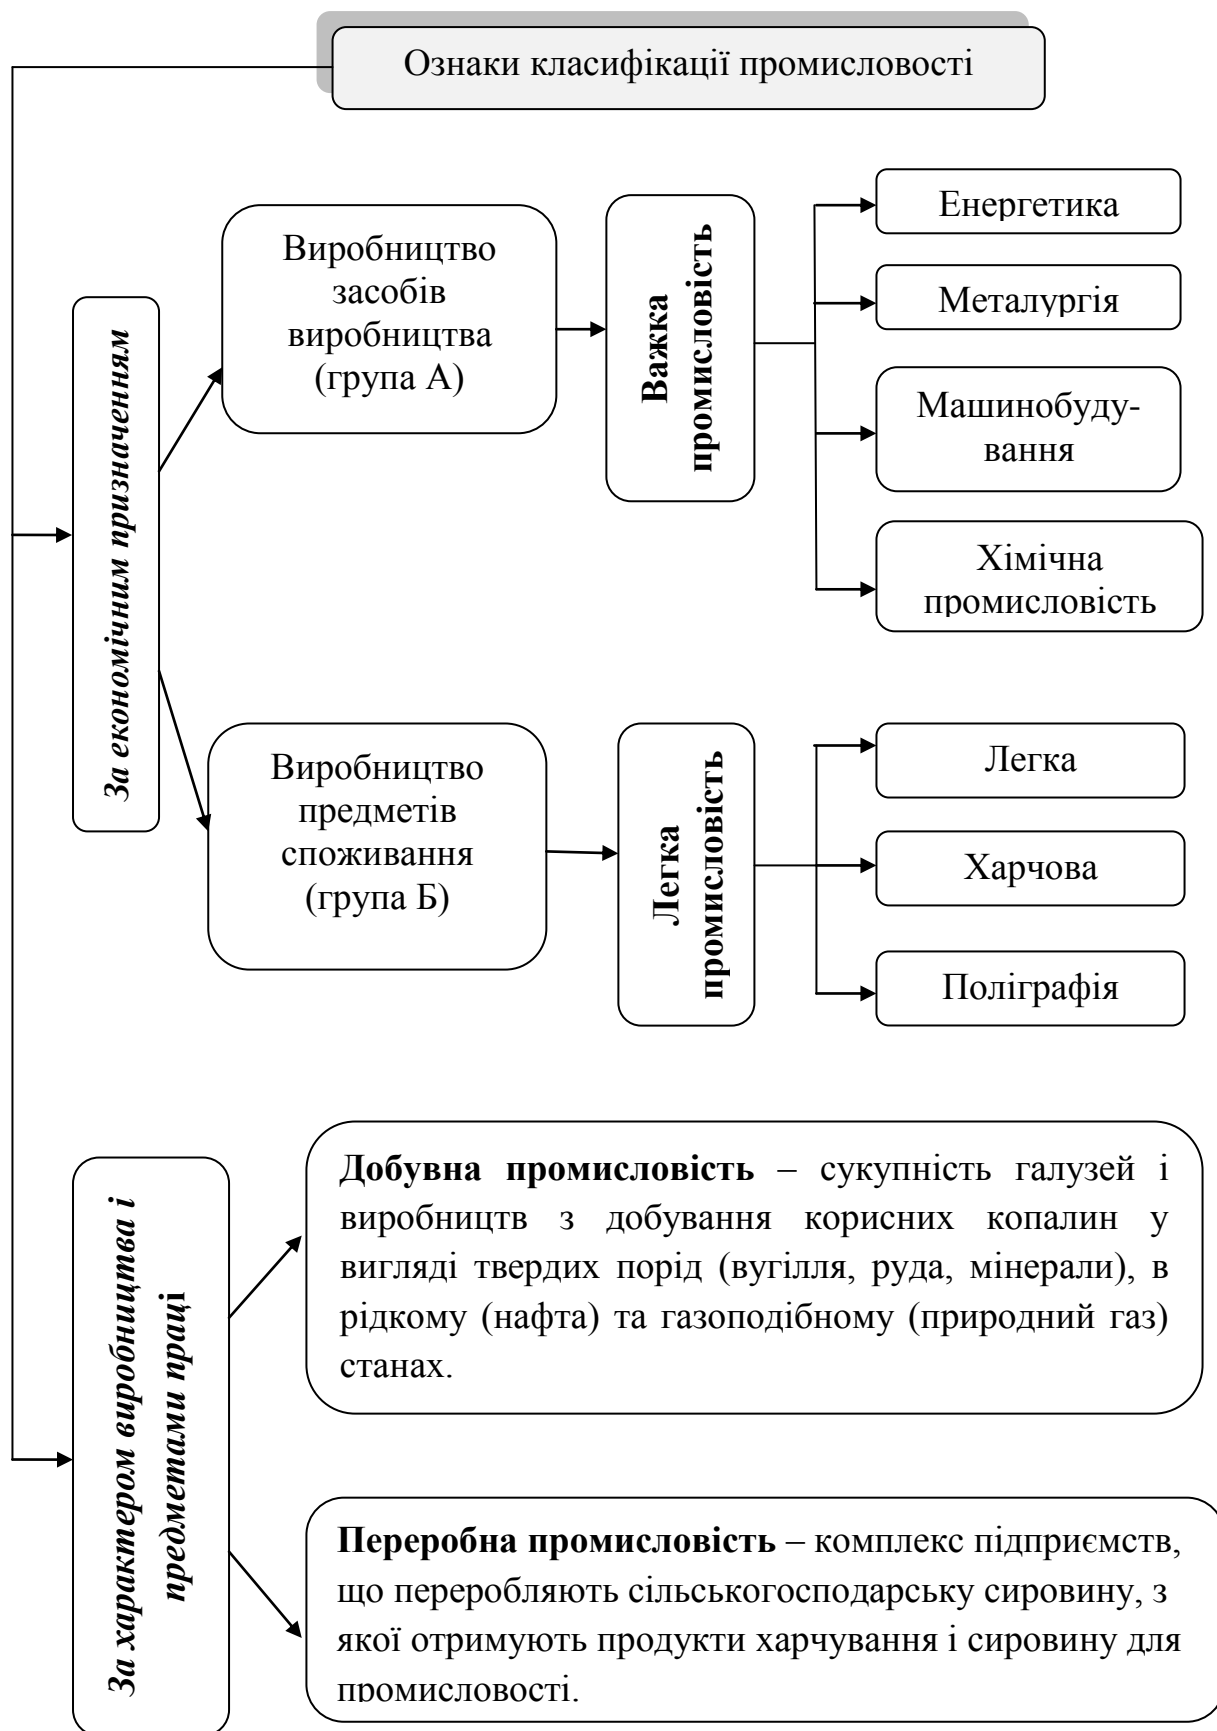 Ознаки класифікації промисловості
За економічним призначенням
Виробництво
засобів
виробництва
(група А)
Важка
промисловість
Енергетика
Металургія
Машинобуду-
вання
Хімічна
промисловість
Виробництво
предметів
споживання
(група Б)
Легка
промисловість
Легка
Харчова
Поліграфія
За характером виробництва і
предметами праці
Добувна промисловість – сукупність галузей і
виробництв з добування корисних копалин у
вигляді твердих порід (вугілля, руда, мінерали), в
рідкому (нафта) та газоподібному (природний газ)
станах.
Переробна промисловість – комплекс підприємств,
що переробляють сільськогосподарську сировину, з
якої отримують продукти харчування і сировину для
промисловості.